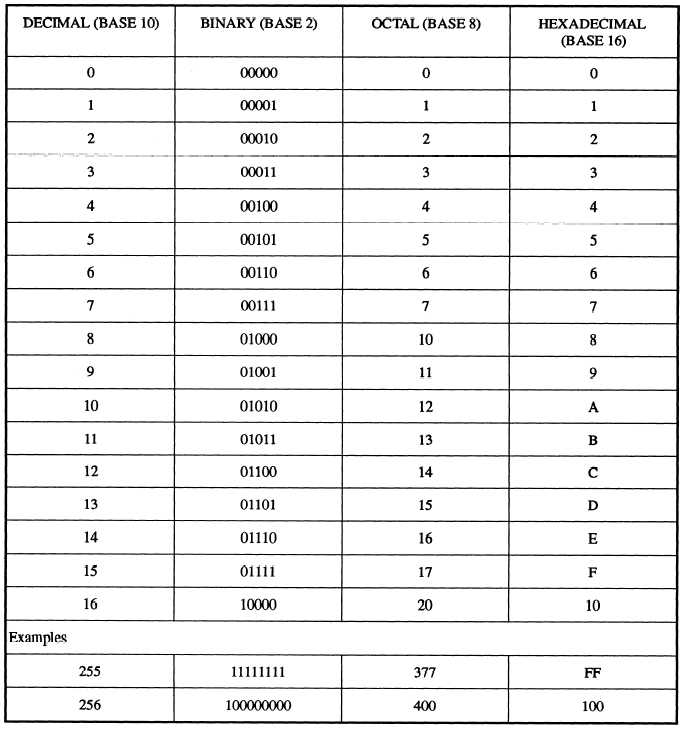 DECIMAL (BASE 10) BINARY (BASE 2) OCTAL (BASE 8) HEXADECIMAL
(BASE 16)
0 00000 0 0
1 00001 1 1
2 00010 2 2
3 00011 3 3
4 00100 4 4
5 00101 5 5
6 00110 6 6
7 00111 7 7
8 01000 10 8
9 01001 11 9
10 01010 12 A
11 01011 13 B
12 01100 14 C
13 01101 15 D
14 01110 16 E
15 01111 17 F
16 10000 20 10
Examples
255 11111111 377 FF
256 100000000 400 100